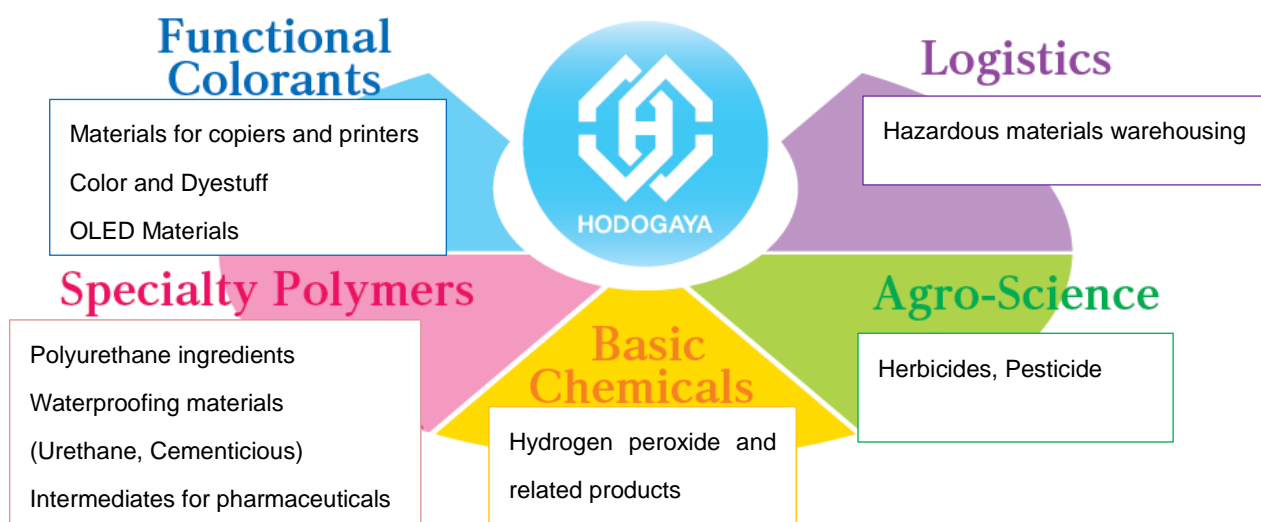 Functional
Colorants
Materials for copiers and printers
Color and Dyestuff
OLED Materials
HODOGAYA
Logistics
Hazardous materials warehousing
Specialty Polymers
Polyurethane ingredients
Waterproofing materials
(Urethane, Cementicious)
Intermediates for pharmaceuticals
Basic
Chemicals
Hydrogen peroxide and
related products
Agro-Science
Herbicides, Pesticide